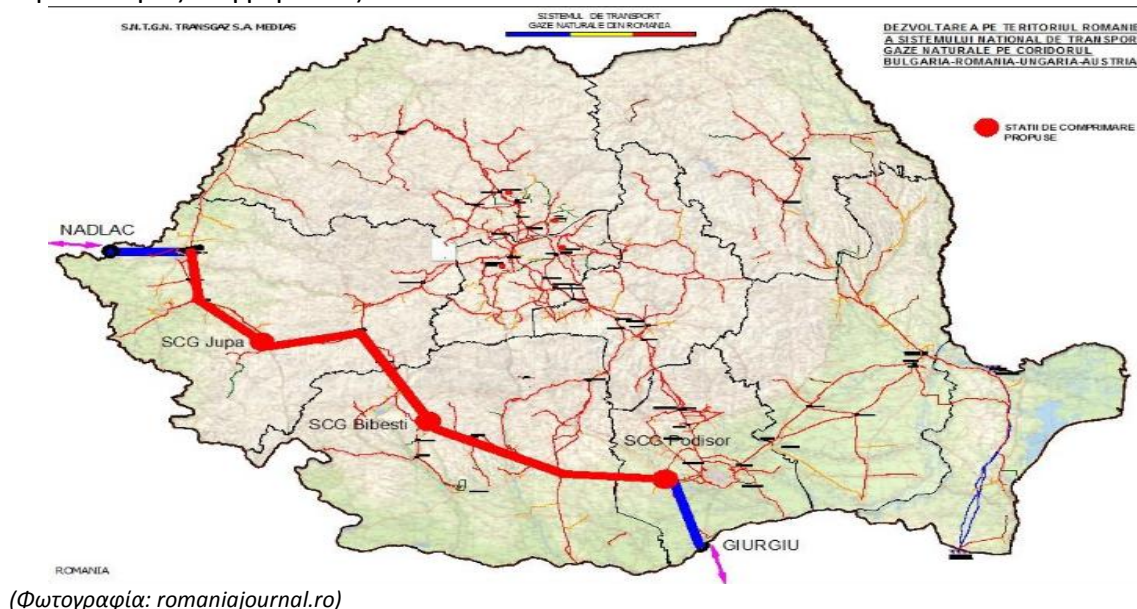 S.N.T.G.N. TRANSGAZ S.A. MEDIAS
SISTEMUL DE TRANSPORT
GAZE NATURALE DIN ROMANIA
DEZVOLTAREA PE TERITORIUL ROMANIE
A SISTEMULUI NATIONAL DE TRANSPOR
GAZE NATURALE PE CORIDORUL
BULGARIA-ROMANIA-UNGARIA-AUSTRIA
STATII DE COMPRIMARE
PROPUSE
NADLAC
SCG Jupa
SCG Bibesti
SCG Podisor
GIURGIU
ROMANIA
(Φωτογραφία: romaniajournal.ro)